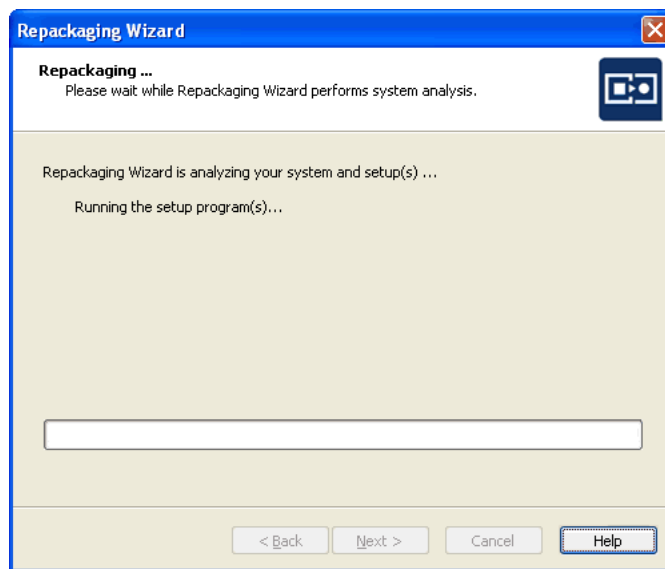 Repackaging Wizard
Repackaging ...
Please wait while Repackaging Wizard performs system analysis.
Repackaging Wizard is analyzing your system and setup(s) ...
Running the setup program(s)...
< Back
Next >
Cancel
Help